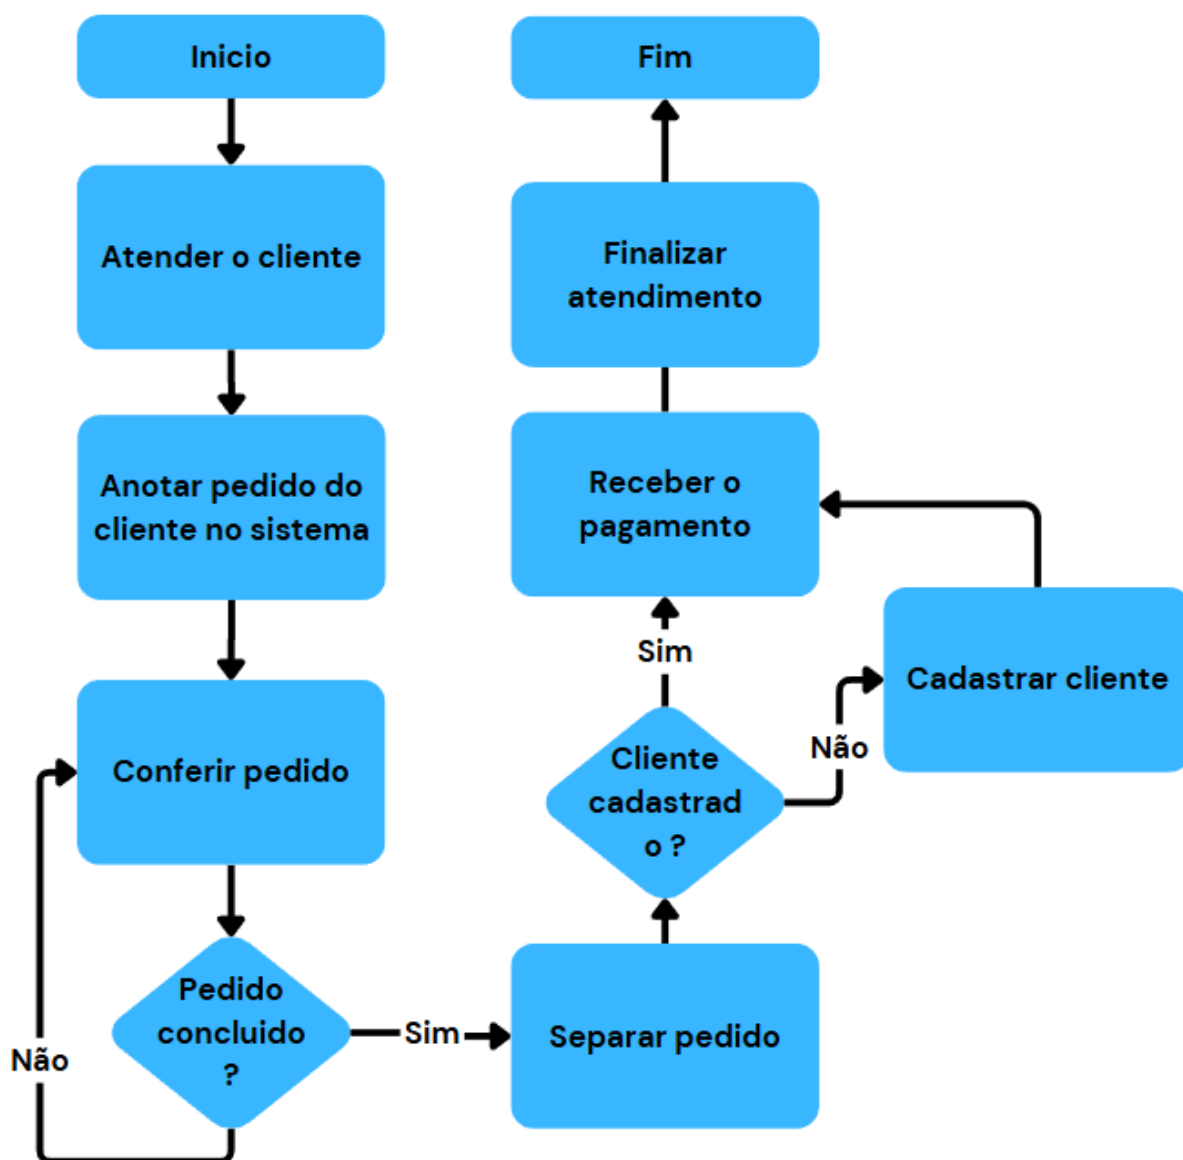 Inicio
Atender o cliente
Anotar pedido do
cliente no sistema
Conferir pedido
Pedido
concluido
?
Não
Sim
Separar pedido
Cliente
cadastrad
o ?
Não
Cadastrar cliente
Sim
Receber o
pagamento
Finalizar
atendimento
Fim